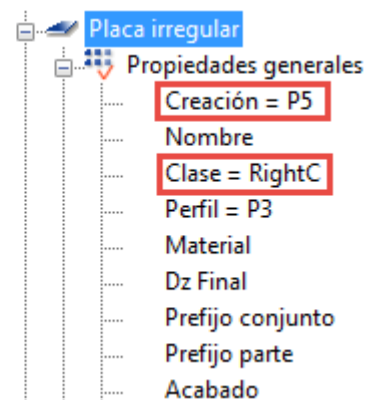 Placa irregular
Propiedades generales
Creación = P5
Nombre
Clase = RightC
Perfil = P3
Material
Dz Final
Prefijo conjunto
Prefijo parte
Acabado